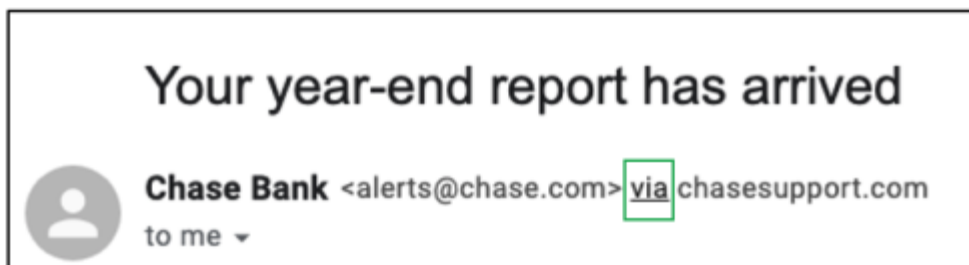 Your year-end report has arrived
Chase Bank <alerts@chase.com> via chasesupport.com
to me